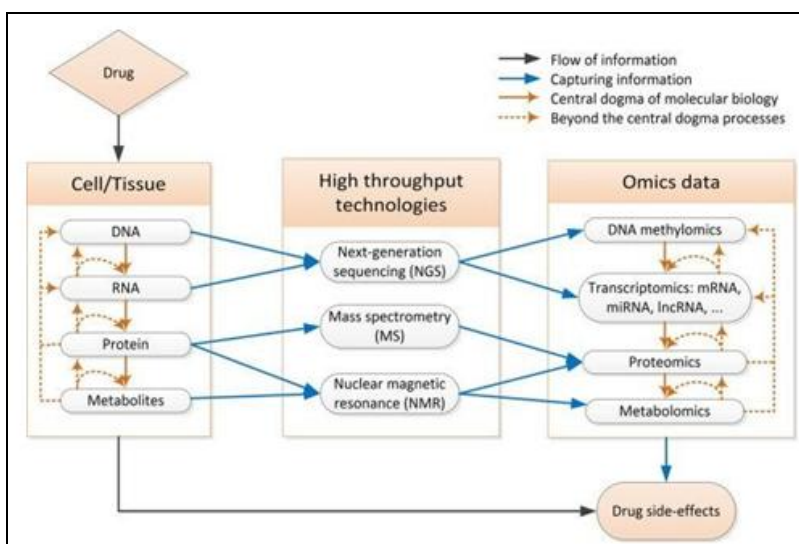 Drug
Flow of information
Capturing information
Central dogma of molecular biology
Beyond the central dogma processes
Cell/Tissue
DNA
RNA
Protein
Metabolites
High throughput
technologies
Next-generation
sequencing (NGS)
Mass spectrometry
(MS)
Nuclear magnetic
resonance (NMR)
Omics data
DNA methylomics
Transcriptomics: mRNA,
miRNA, lncRNA, ...
Proteomics
Metabolomics
Drug side-effects